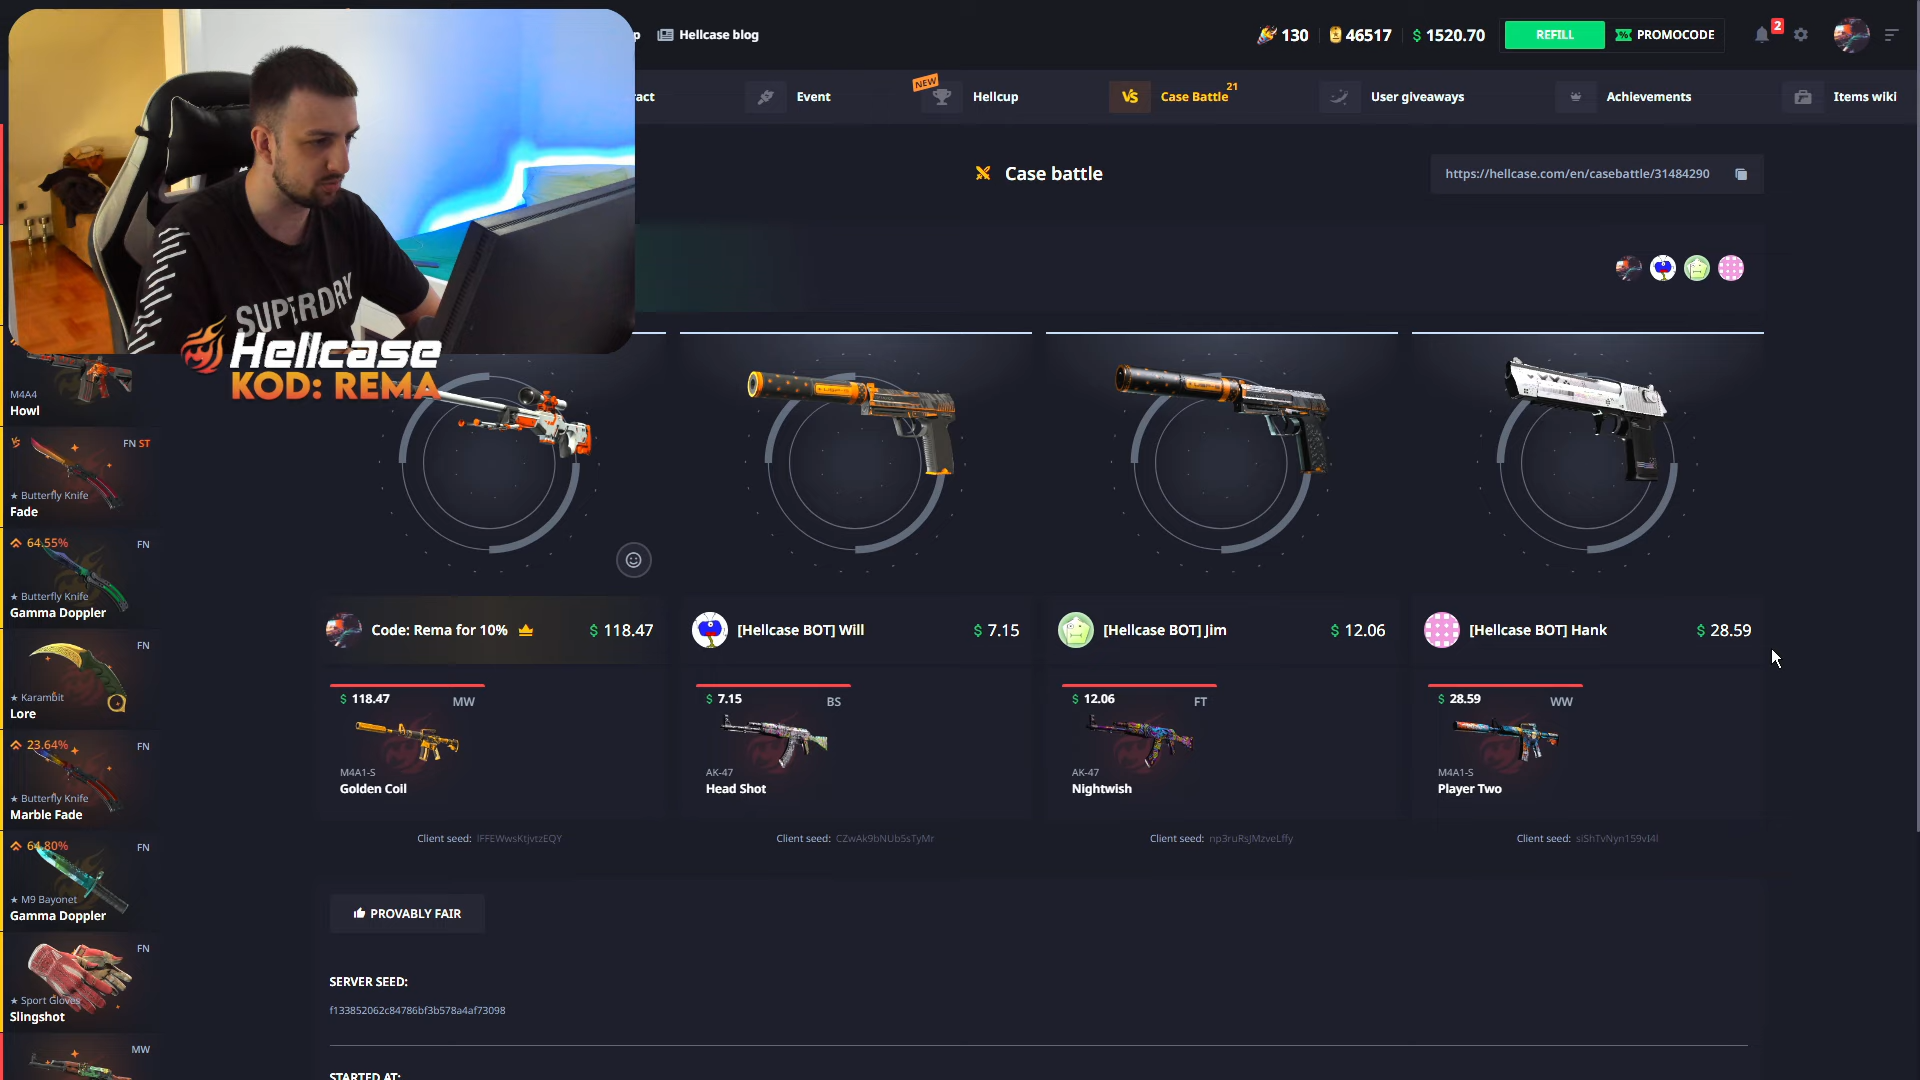 Hellcase blog
130
46517
$ 1520.70
REFILL
PROMOCODE
2
Event
NEW
Hellcup
VS
Case Battle
21
User giveaways
Achievements
Items wiki
Case battle
https://hellcase.com/en/casebattle/31484290
SUPERDRY
Hellcase
KOD: REMA
M4A4
Howl
FN ST
★ Butterfly Knife
Fade
64.55%
FN
★ Butterfly Knife
Gamma Doppler
FN
★ Karambit
Lore
23.64%
FN
★ Butterfly Knife
Marble Fade
64.80%
FN
★ M9 Bayonet
Gamma Doppler
FN
★ Sport Gloves
Slingshot
MW
Code: Rema for 10%
$ 118.47
[Hellcase BOT] Will
$ 7.15
[Hellcase BOT] Jim
$ 12.06
[Hellcase BOT] Hank
$ 28.59
$ 118.47
MW
M4A1-S
Golden Coil
$ 7.15
BS
AK-47
Head Shot
$ 12.06
FT
AK-47
Nightwish
$ 28.59
WW
M4A1-S
Player Two
Client seed:
Client seed: CZwAk9bNUb5sTyMr
Client seed: np3ruRsJMzveLffy
Client seed:
PROVABLY FAIR
SERVER SEED:
f133852062c84786bf3b578a4af73098
STARTED AT: